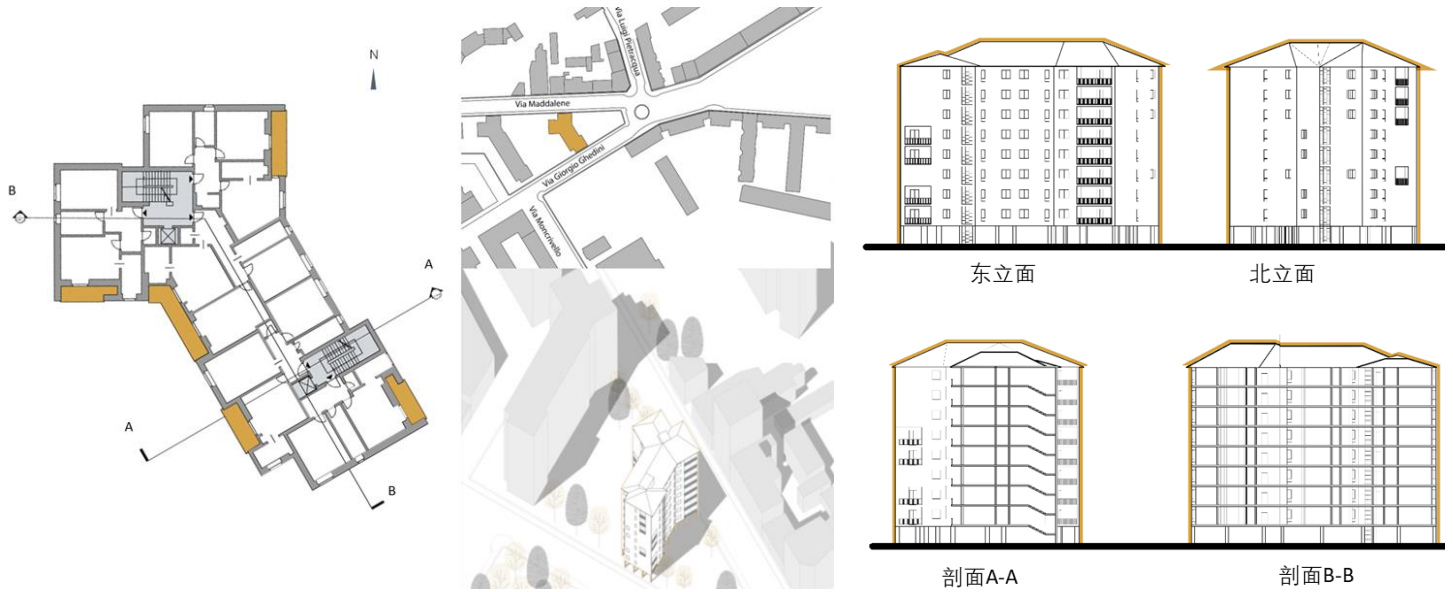 N
B
A
A
B
Via Luigi Pietracqua
Via Maddalene
Via Giorgio Ghedini
Via Moncrivello
东立面
北立面
剖面A-A
剖面B-B